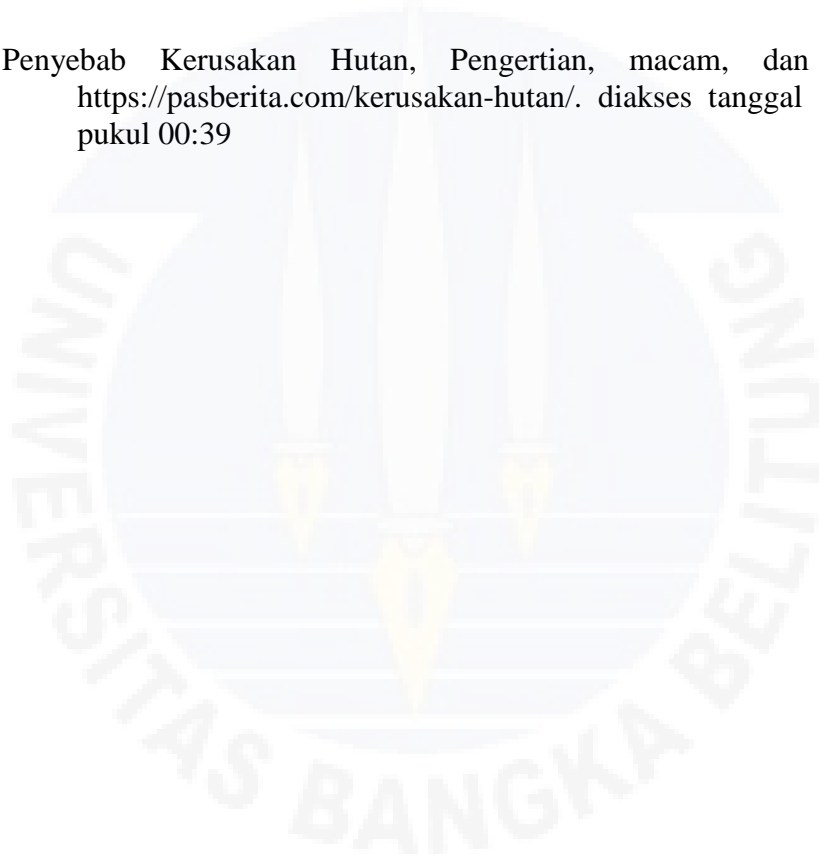 Penyebab Kerusakan Hutan, Pengertian, macam, dan
https://pasberita.com/kerusakan-hutan/. diakses tanggal
pukul 00:39
UNIVERSITAS BANGKA BELITUNG